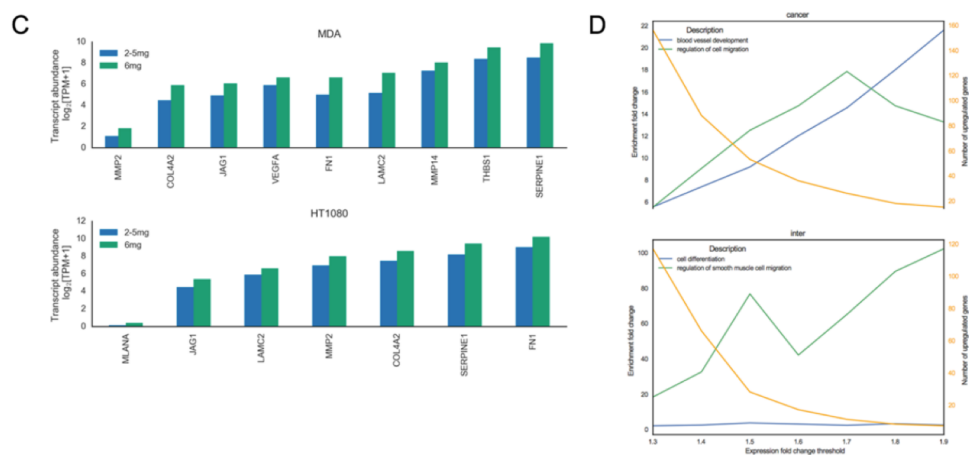 C
MDA
2-5mg
6mg
Transcript abundance
log₂[TPM+1]
10
8
6
4
2
0
MMP2
COL4A2
JAG1
VEGFA
FN1
LAMC2
MMP14
THBS1
SERPINE1
HT1080
2-5mg
6mg
Transcript abundance
log₂[TPM+1]
12
10
8
6
4
2
0
MLANA
JAG1
LAMC2
MMP2
COL4A2
SERPINE1
FN1
D
cancer
Description
blood vessel development
regulation of cell migration
Enrichment fold change
22
20
18
16
14
12
10
8
6
Number of upregulated genes
160
140
120
100
80
60
40
20
inter
Description
cell differentiation
regulation of smooth muscle cell migration
Enrichment fold change
100
80
60
40
20
0
Number of upregulated genes
120
100
80
60
40
20
1.3 1.4 1.5 1.6 1.7 1.8 1.9
Expression fold change threshold